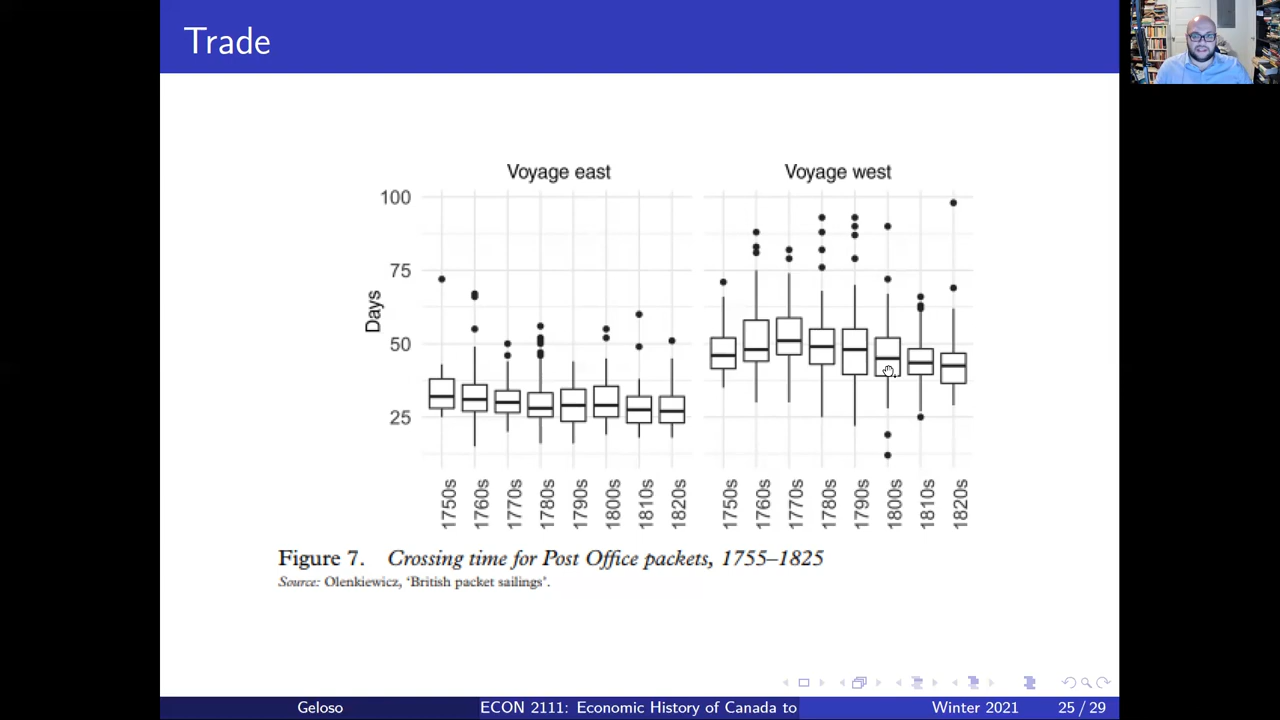 Trade
Voyage east
Voyage west
Days
100
75
50
25
1750s
1760s
1770s
1780s
1790s
1800s
1810s
1820s
1750s
1760s
1770s
1780s
1790s
1800s
1810s
1820s
Figure 7. Crossing time for Post Office packets, 1755–1825
Source: Olenkiewicz, ‘British packet sailings’.
Geloso ECON 2111: Economic History of Canada to Winter 2021 25 / 29